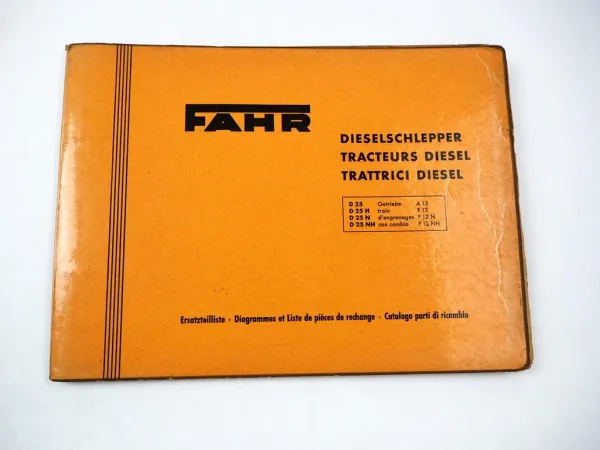 FAHR
DIESELSCHLEPPER
TRACTEURS DIESEL
TRATTRICI DIESEL
D 25 Getriebe A 15
D 25 H train F 12
D 25 N d'engrenages F 12 N
D 25 NH con cambio F 12 NH
Ersatzteilliste - Diagrammes et Liste de pièces de rechange - Catalogo parti di ricambio